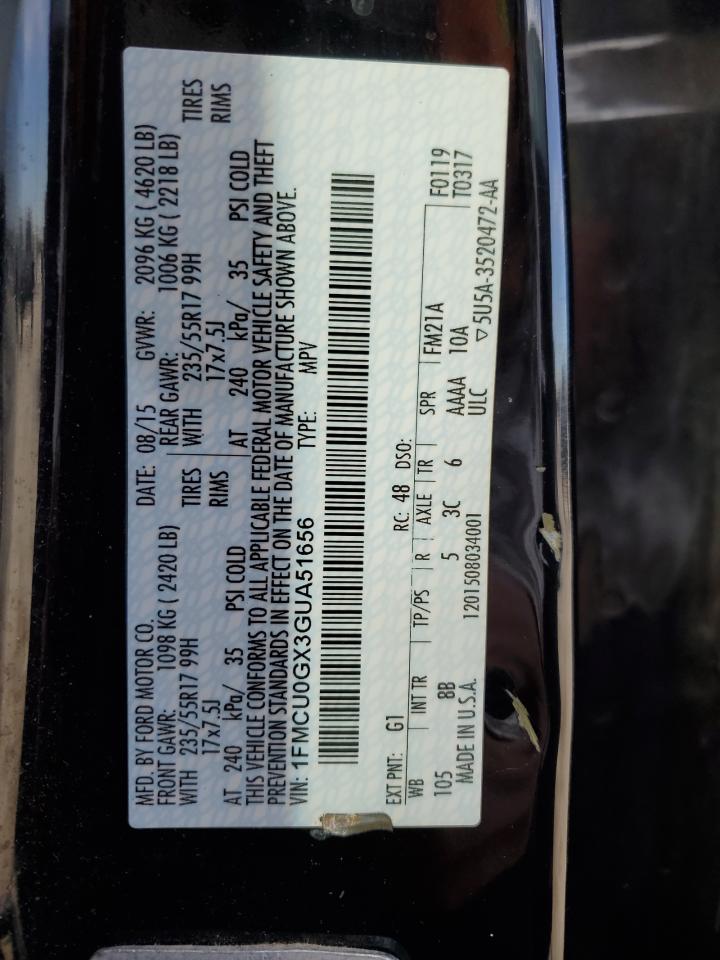 MFD. BY FORD MOTOR CO. DATE: 08/15 GVWR: 2096 KG ( 4620 LB)
FRONT GAWR: 1098 KG ( 2420 LB) REAR GAWR: 1006 KG ( 2218 LB)
WITH 235/55R17 99H TIRES WITH 235/55R17 99H TIRES
17x7.5J RIMS 17x7.5J RIMS
AT 240 kPa/ 35 PSI COLD AT 240 kPa/ 35 PSI COLD
THIS VEHICLE CONFORMS TO ALL APPLICABLE FEDERAL MOTOR VEHICLE SAFETY AND THEFT
PREVENTION STANDARDS IN EFFECT ON THE DATE OF MANUFACTURE SHOWN ABOVE.
VIN: 1FMCU0GX3GUA51656 TYPE: MPV
EXT PNT: G1 RC: 48 DSO: F0119
WB INT TR TP/PS R AXLE TR SPR FM21A T0317
105 8B 5 3C 6 AAAA 10A
MADE IN U.S.A. 1201508034001 ULC ▽5U5A-3520472-AA